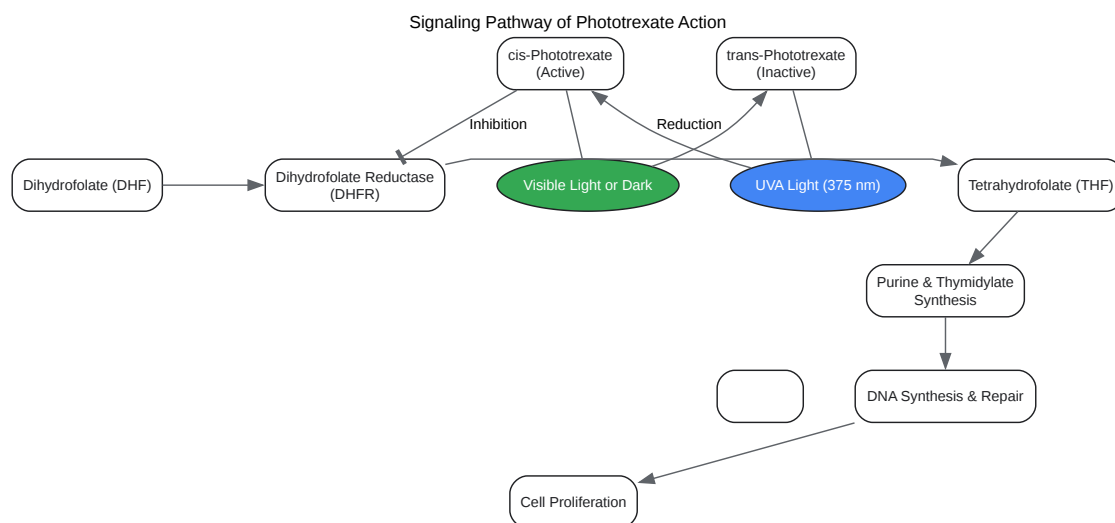 Signaling Pathway of Phototrexate Action
cis-Phototrexate
(Active)
trans-Phototrexate
(Inactive)
Inhibition
Reduction
Dihydrofolate (DHF)
Dihydrofolate Reductase
(DHFR)
Visible Light or Dark
UVA Light (375 nm)
Tetrahydrofolate (THF)
Purine & Thymidylate
Synthesis
DNA Synthesis & Repair
Cell Proliferation